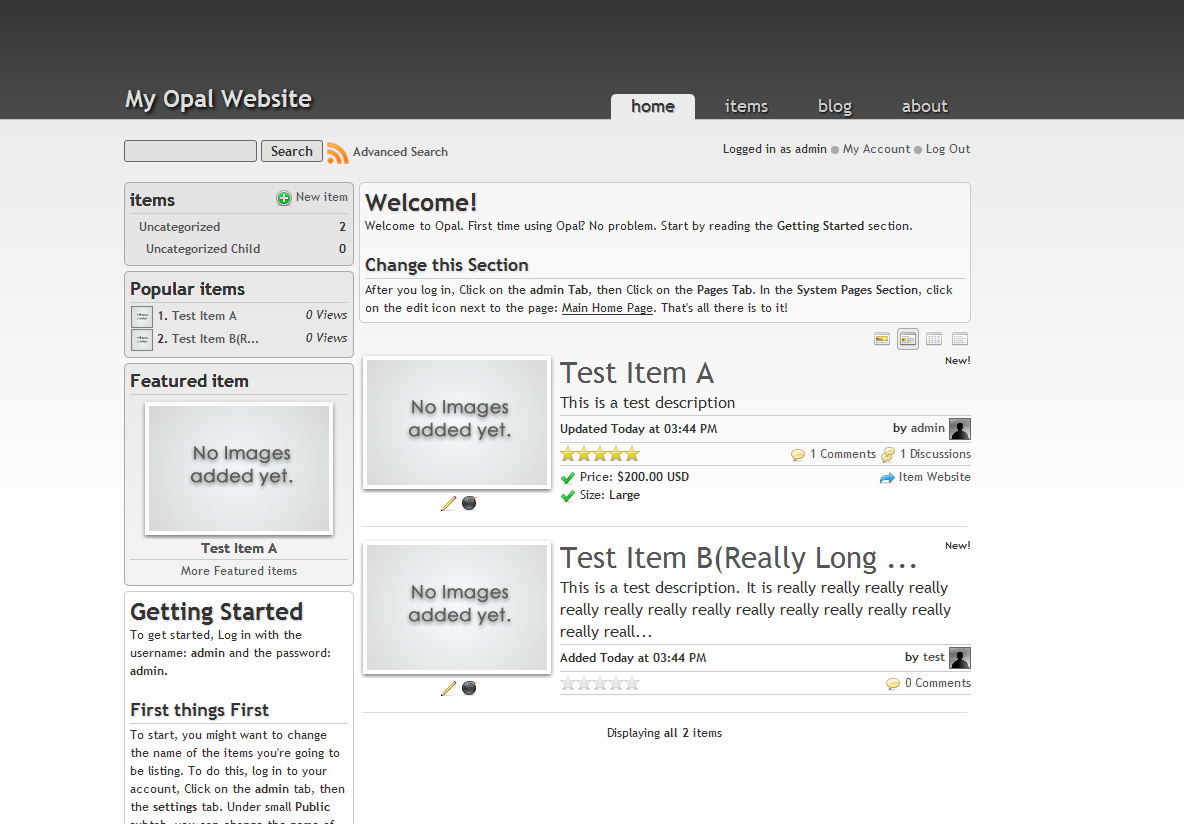 My Opal Website
home items blog about
Search Advanced Search
Logged in as admin My Account Log Out
items New item
Uncategorized 2
Uncategorized Child 0
Popular items
1. Test Item A 0 Views
2. Test Item B(R... 0 Views
Featured item
No Images
added yet.
Test Item A
More Featured items
Getting Started
To get started, Log in with the
username: admin and the password:
admin.
First things First
To start, you might want to change
the name of the items you're going to
be listing. To do this, log in to your
account, Click on the admin tab, then
the settings tab. Under small Public
subtab, you can change the name of
Welcome!
Welcome to Opal. First time using Opal? No problem. Start by reading the Getting Started section.
Change this Section
After you log in, Click on the admin Tab, then Click on the Pages Tab. In the System Pages Section, click
on the edit icon next to the page: Main Home Page. That's all there is to it!
No Images
added yet.
Test Item A
New!
This is a test description
Updated Today at 03:44 PM by admin
1 Comments 1 Discussions
Price: $200.00 USD Item Website
Size: Large
No Images
added yet.
Test Item B(Really Long ...
New!
This is a test description. It is really really really really
really really really really really really really really really
really reall...
Added Today at 03:44 PM by test
0 Comments
Displaying all 2 items